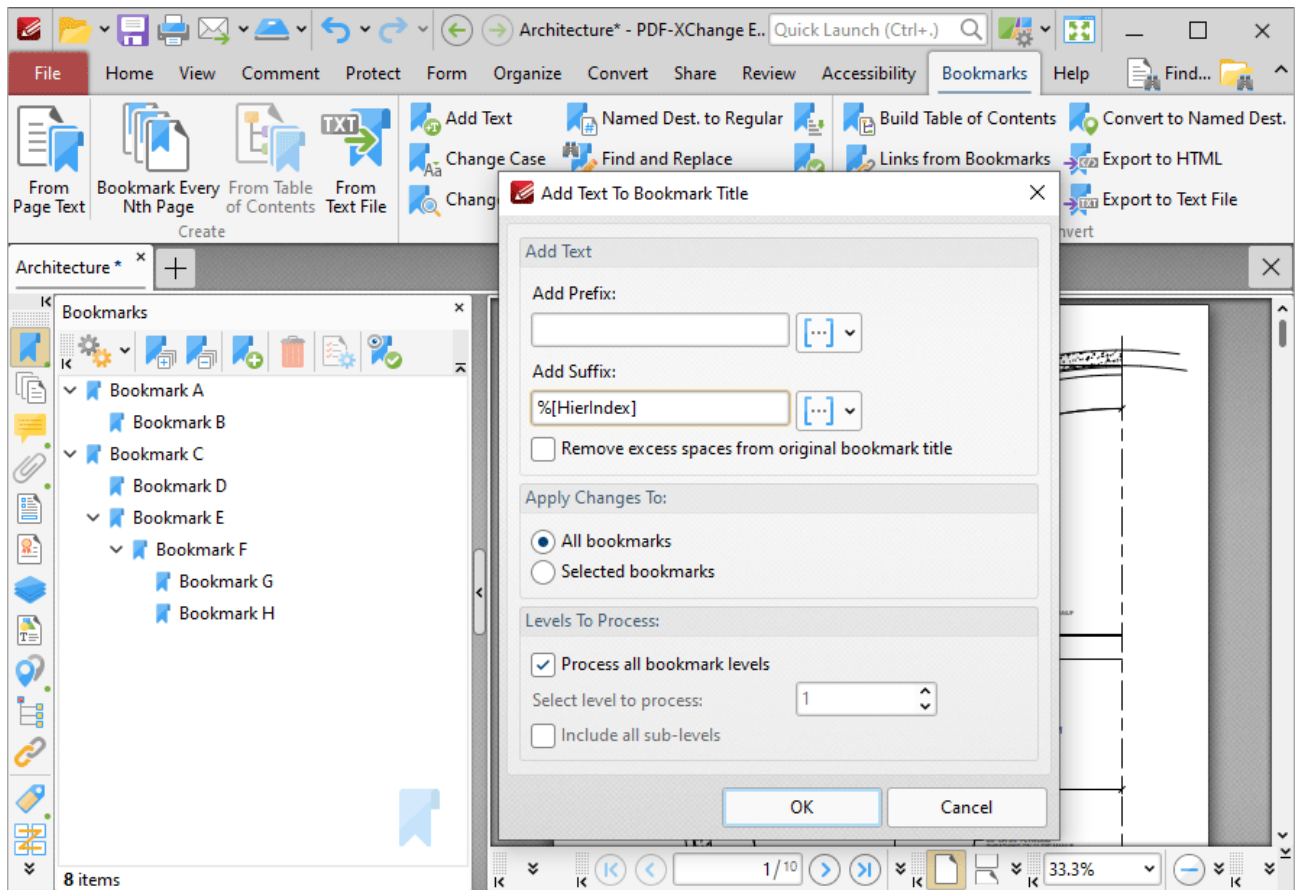 Architecture* - PDF-XChange E..
Quick Launch (Ctrl+.)
File Home View Comment Protect Form Organize Convert Share Review Accessibility Bookmarks Help Find...
From Page Text
Bookmark Every Nth Page
From Table of Contents
TXT
From Text File
Create
Add Text
Aa Change Case
Chang
# Named Dest. to Regular
Find and Replace
Build Table of Contents
Links from Bookmarks
Convert to Named Dest.
Export to HTML
TXT Export to Text File
nvert
Architecture *
Bookmarks
Bookmark A
Bookmark B
Bookmark C
Bookmark D
Bookmark E
Bookmark F
Bookmark G
Bookmark H
8 items
Add Text To Bookmark Title
Add Text
Add Prefix:
Add Suffix:
%[HierIndex]
Remove excess spaces from original bookmark title
Apply Changes To:
All bookmarks
Selected bookmarks
Levels To Process:
Process all bookmark levels
Select level to process: 1
Include all sub-levels
OK Cancel
1/10
33.3%